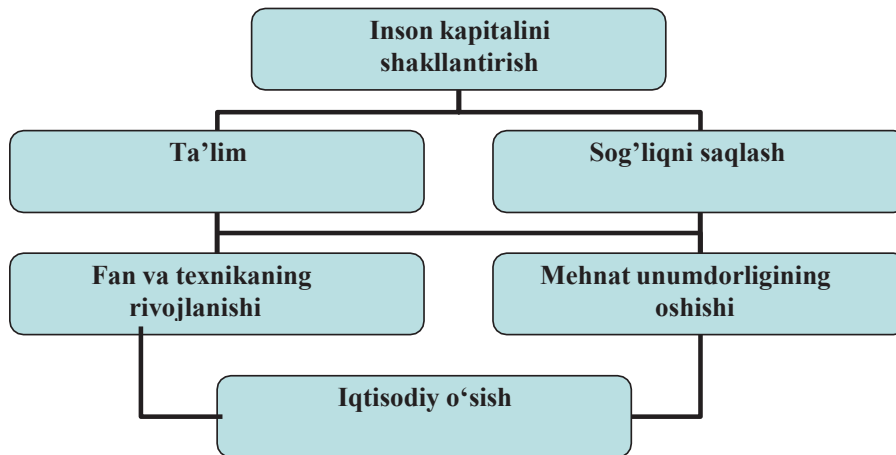 Inson kapitalini
shakllantirish
Ta’lim
Sog’liqni saqlash
Fan va texnikaning
rivojlanishi
Mehnat unumdorligining
oshishi
Iqtisodiy o‘sish